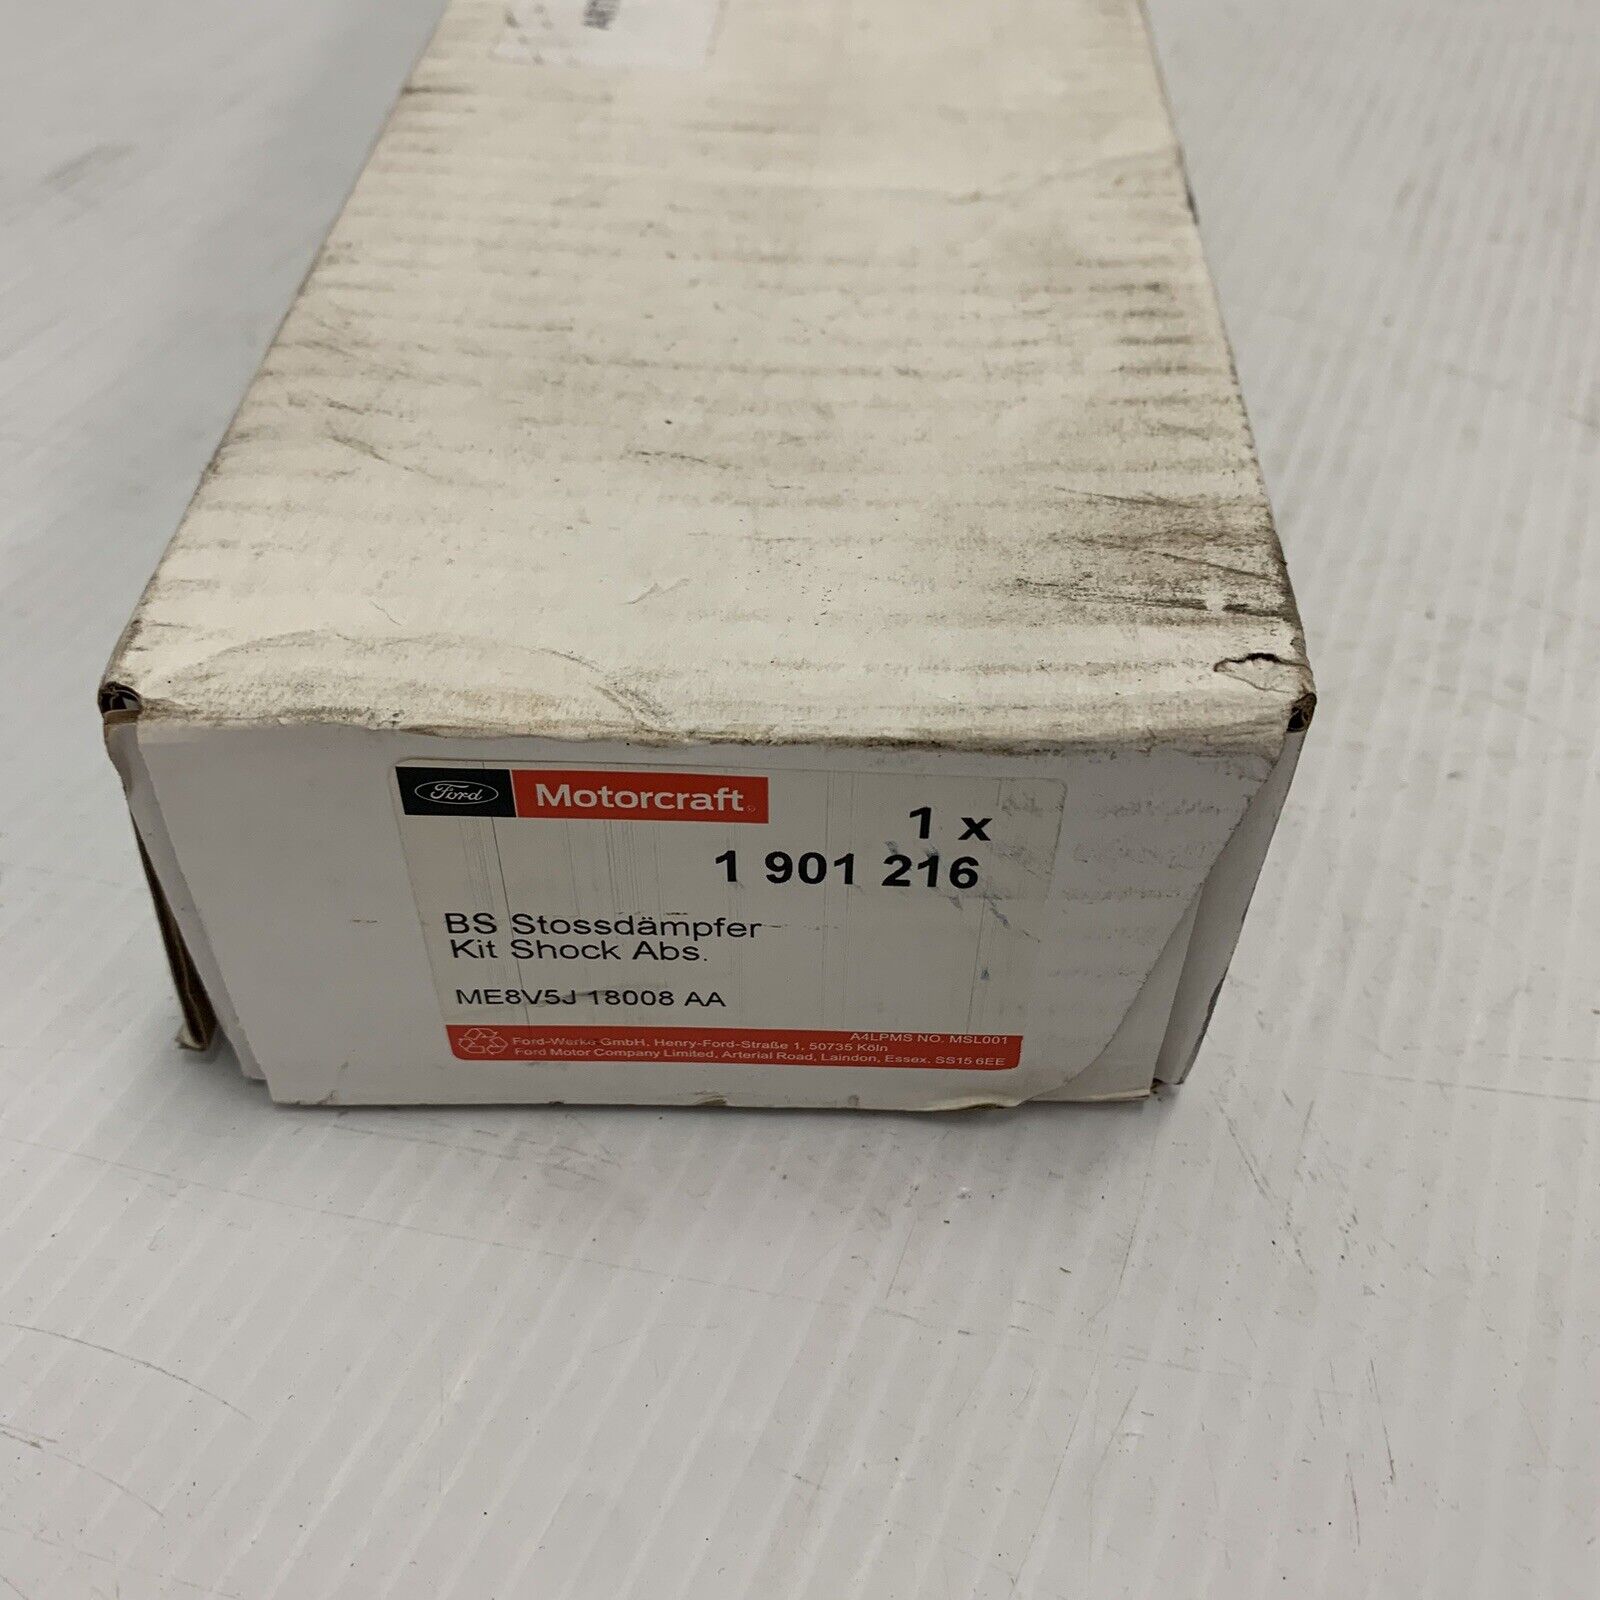 Ford Motorcraft
1 x
1 901 216
BS Stossdämpfer
Kit Shock Abs.
ME8V5J 18008 AA
A4LPMS NO. MSL001
Ford-Werke GmbH, Henry-Ford-Straße 1, 50735 Köln
Ford Motor Company Limited, Arterial Road, Laindon, Essex. SS15 6EE